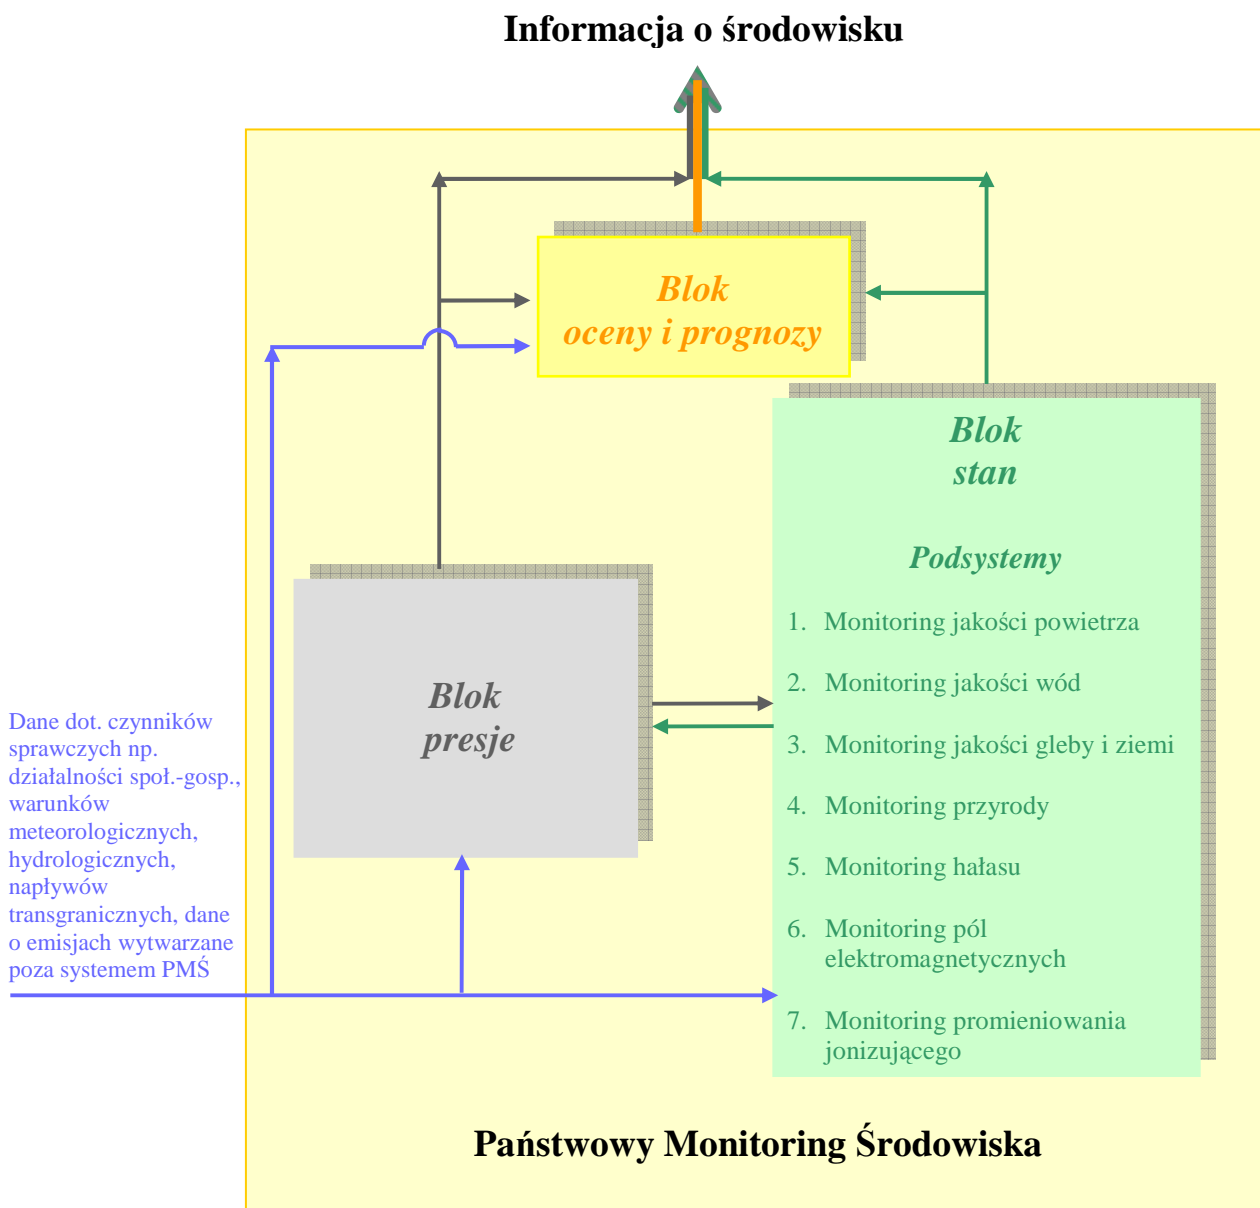 Informacja o środowisku
Blok
oceny i prognozy
Blok
stan
Podsystemy
1. Monitoring jakości powietrza
2. Monitoring jakości wód
3. Monitoring jakości gleby i ziemi
4. Monitoring przyrody
5. Monitoring hałasu
6. Monitoring pól
elektromagnetycznych
7. Monitoring promieniowania
jonizującego
Blok
presje
Dane dot. czynników
sprawczych np.
działalności społ.-gosp.,
warunków
meteorologicznych,
hydrologicznych,
napływów
transgranicznych, dane
o emisjach wytwarzane
poza systemem PMŚ
Państwowy Monitoring Środowiska